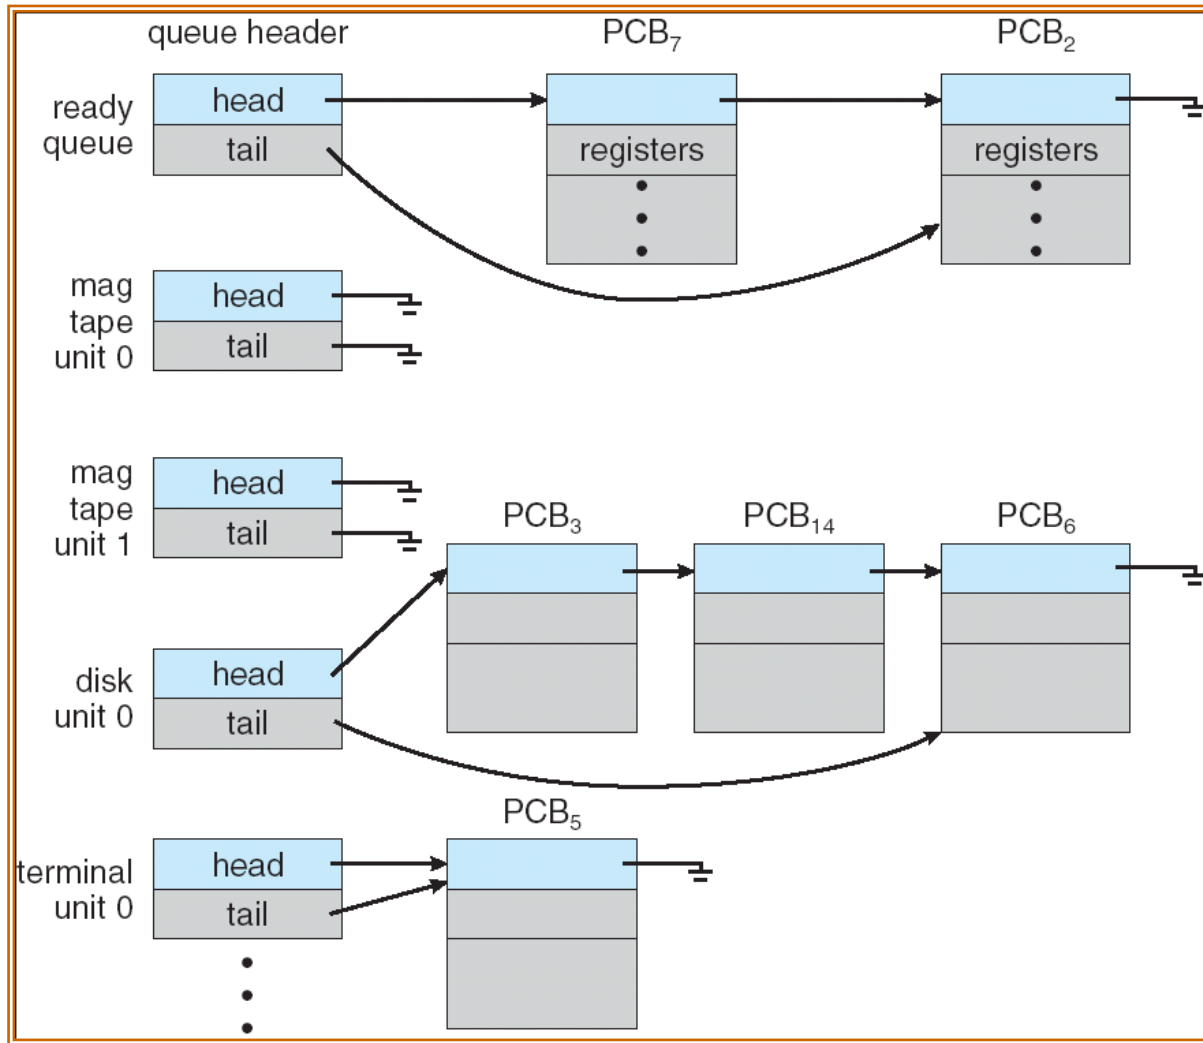 queue header
PCB₇
PCB₂
ready
queue
head
tail
registers
registers
mag
tape
unit 0
head
tail
mag
tape
unit 1
head
tail
PCB₃
PCB₁₄
PCB₆
disk
unit 0
head
tail
PCB₅
terminal
unit 0
head
tail